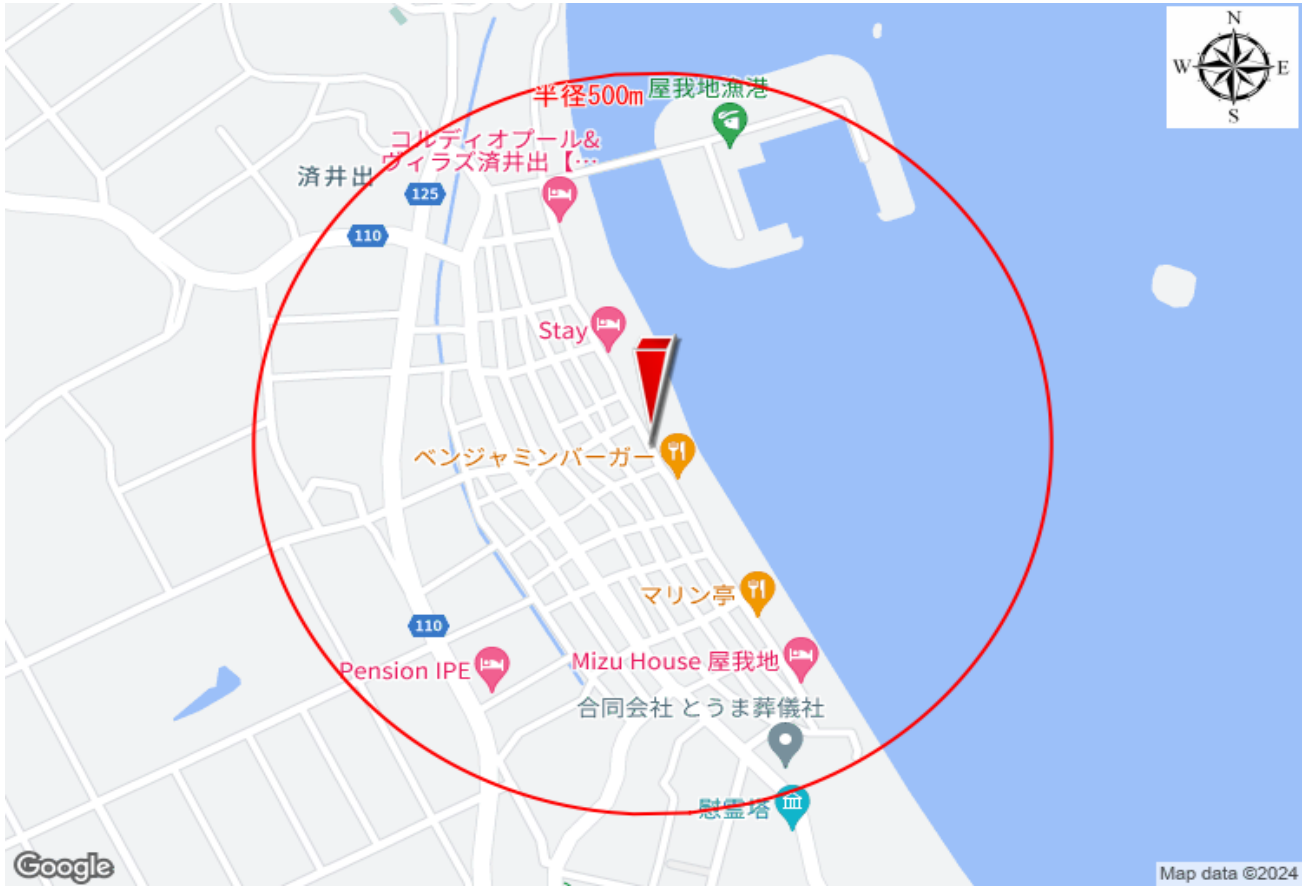 N
W
E
S
半径500m
屋我地漁港
コルディオプール&
ヴィラズ済井出【…
済井出
125
110
Stay
ベンジャミンバーガー
マリン亭
110
Mizu House 屋我地
Pension IPE
合同会社 とうま葬儀社
慰霊塔
Google
Map data ©2024